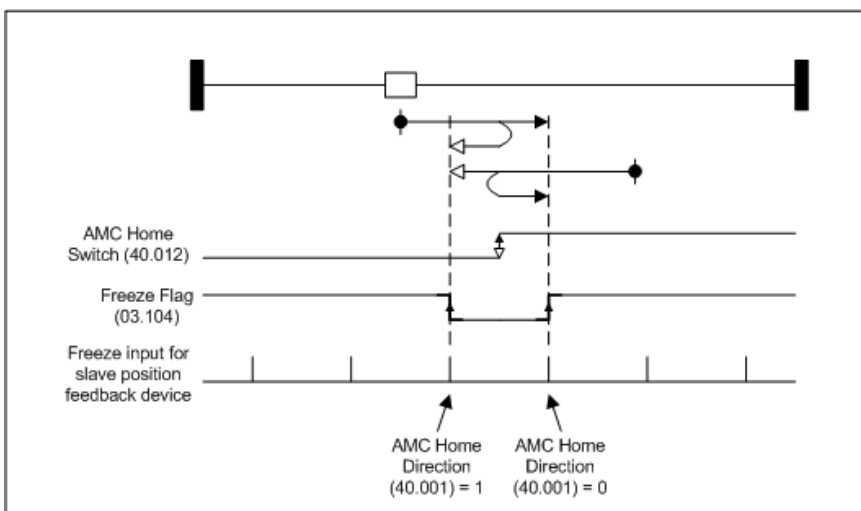 AMC Home
Switch (40.012)
Freeze Flag
(03.104)
Freeze input for
slave position
feedback device
AMC Home
Direction
(40.001) = 1
AMC Home
Direction
(40.001) = 0